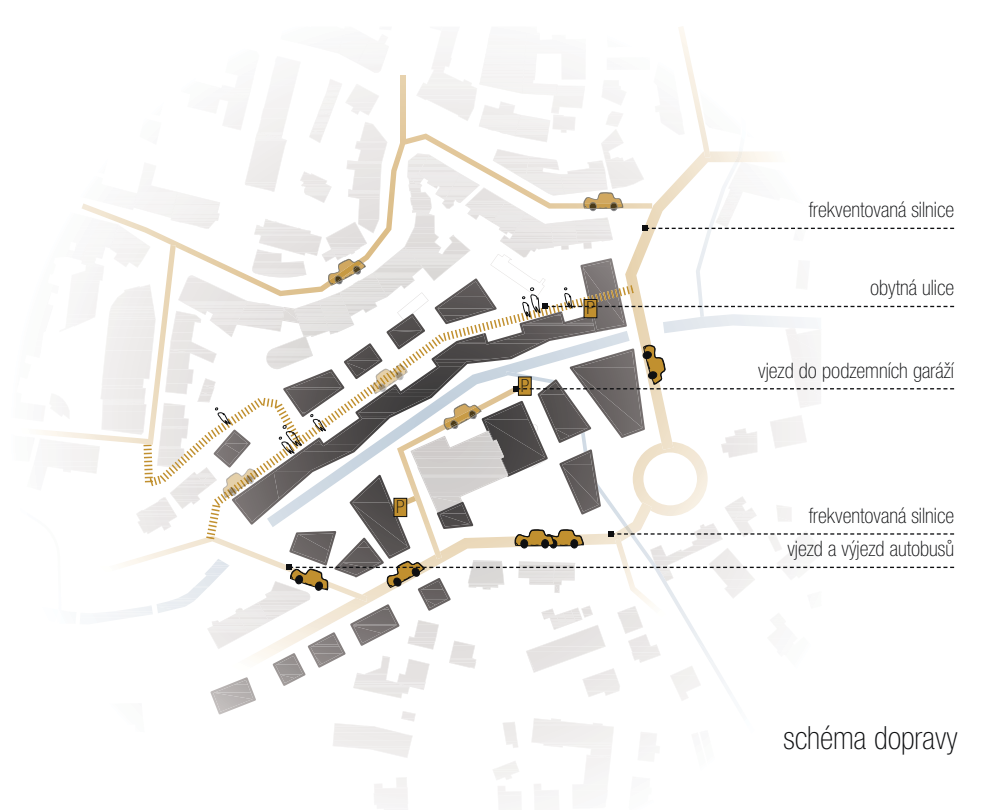 frekventovaná silnice
obytná ulice
P
vjezd do podzemních garáží
P
P
frekventovaná silnice
vjezd a výjezd autobusů
schéma dopravy